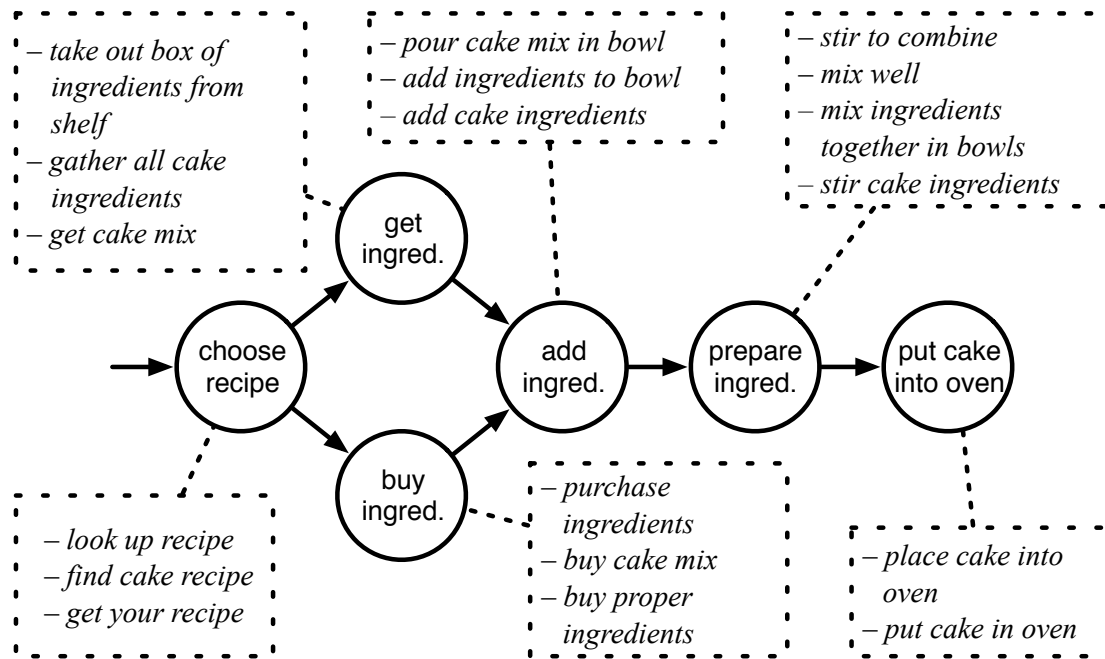 – take out box of
ingredients from
shelf
– gather all cake
ingredients
– get cake mix
– pour cake mix in bowl
– add ingredients to bowl
– add cake ingredients
– stir to combine
– mix well
– mix ingredients
together in bowls
– stir cake ingredients
get
ingred.
choose
recipe
add
ingred.
prepare
ingred.
put cake
into oven
buy
ingred.
– look up recipe
– find cake recipe
– get your recipe
– purchase
ingredients
– buy cake mix
– buy proper
ingredients
– place cake into
oven
– put cake in oven